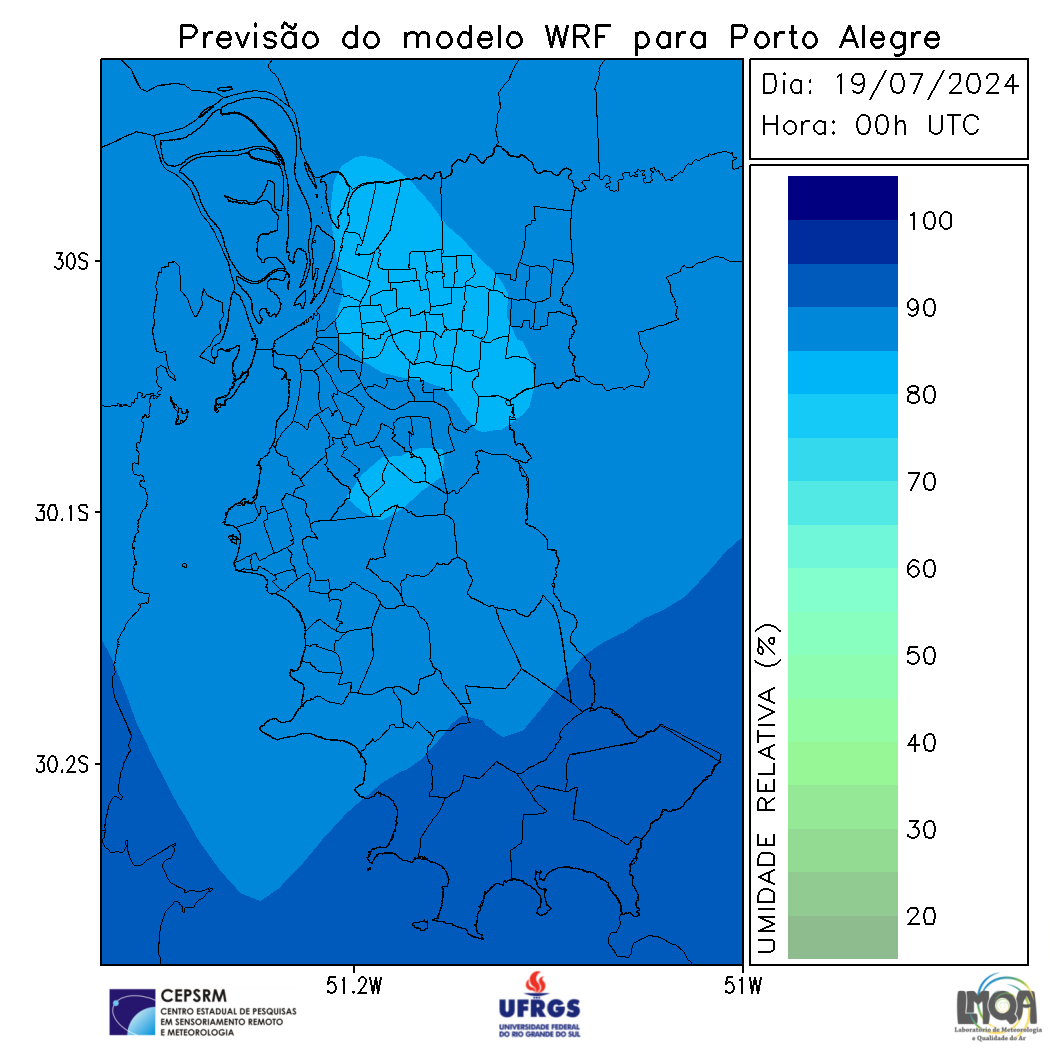 Previsão do modelo WRF para Porto Alegre
Dia: 19/07/2024
Hora: 00h UTC
30S
30.1S
30.2S
51.2W
51W
100
90
80
70
60
50
40
30
20
UMIDADE RELATIVA (%)
CEPSRM
CENTRO ESTADUAL DE PESQUISAS
EM SENSORIAMENTO REMOTO
E METEOROLOGIA
UFRGS
UNIVERSIDADE FEDERAL
DO RIO GRANDE DO SUL
LMQA
Laboratório de Meteorologia
e Qualidade do Ar